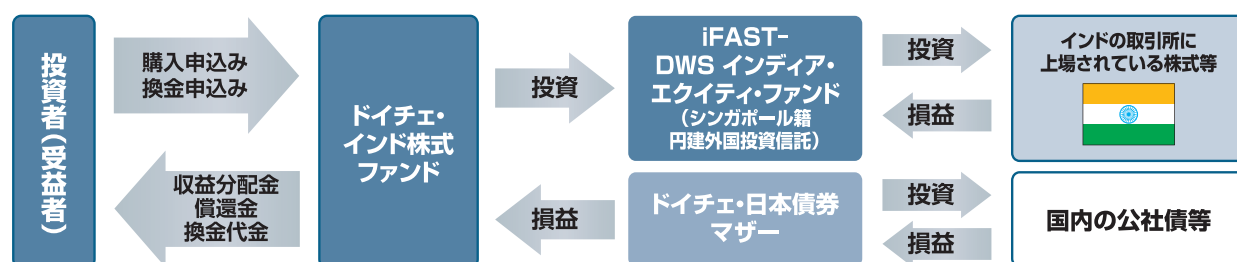 投資者(受益者)
購入申込み
換金申込み
収益分配金
償還金
換金代金
ドイチェ・
インド株式
ファンド
投資
損益
iFAST-
DWS インディア・
エクイティ・ファンド
(シンガポール籍
円建外国投資信託)
ドイチェ・日本債券
マザー
投資
損益
投資
損益
インドの取引所に
上場されている株式等
国内の公社債等